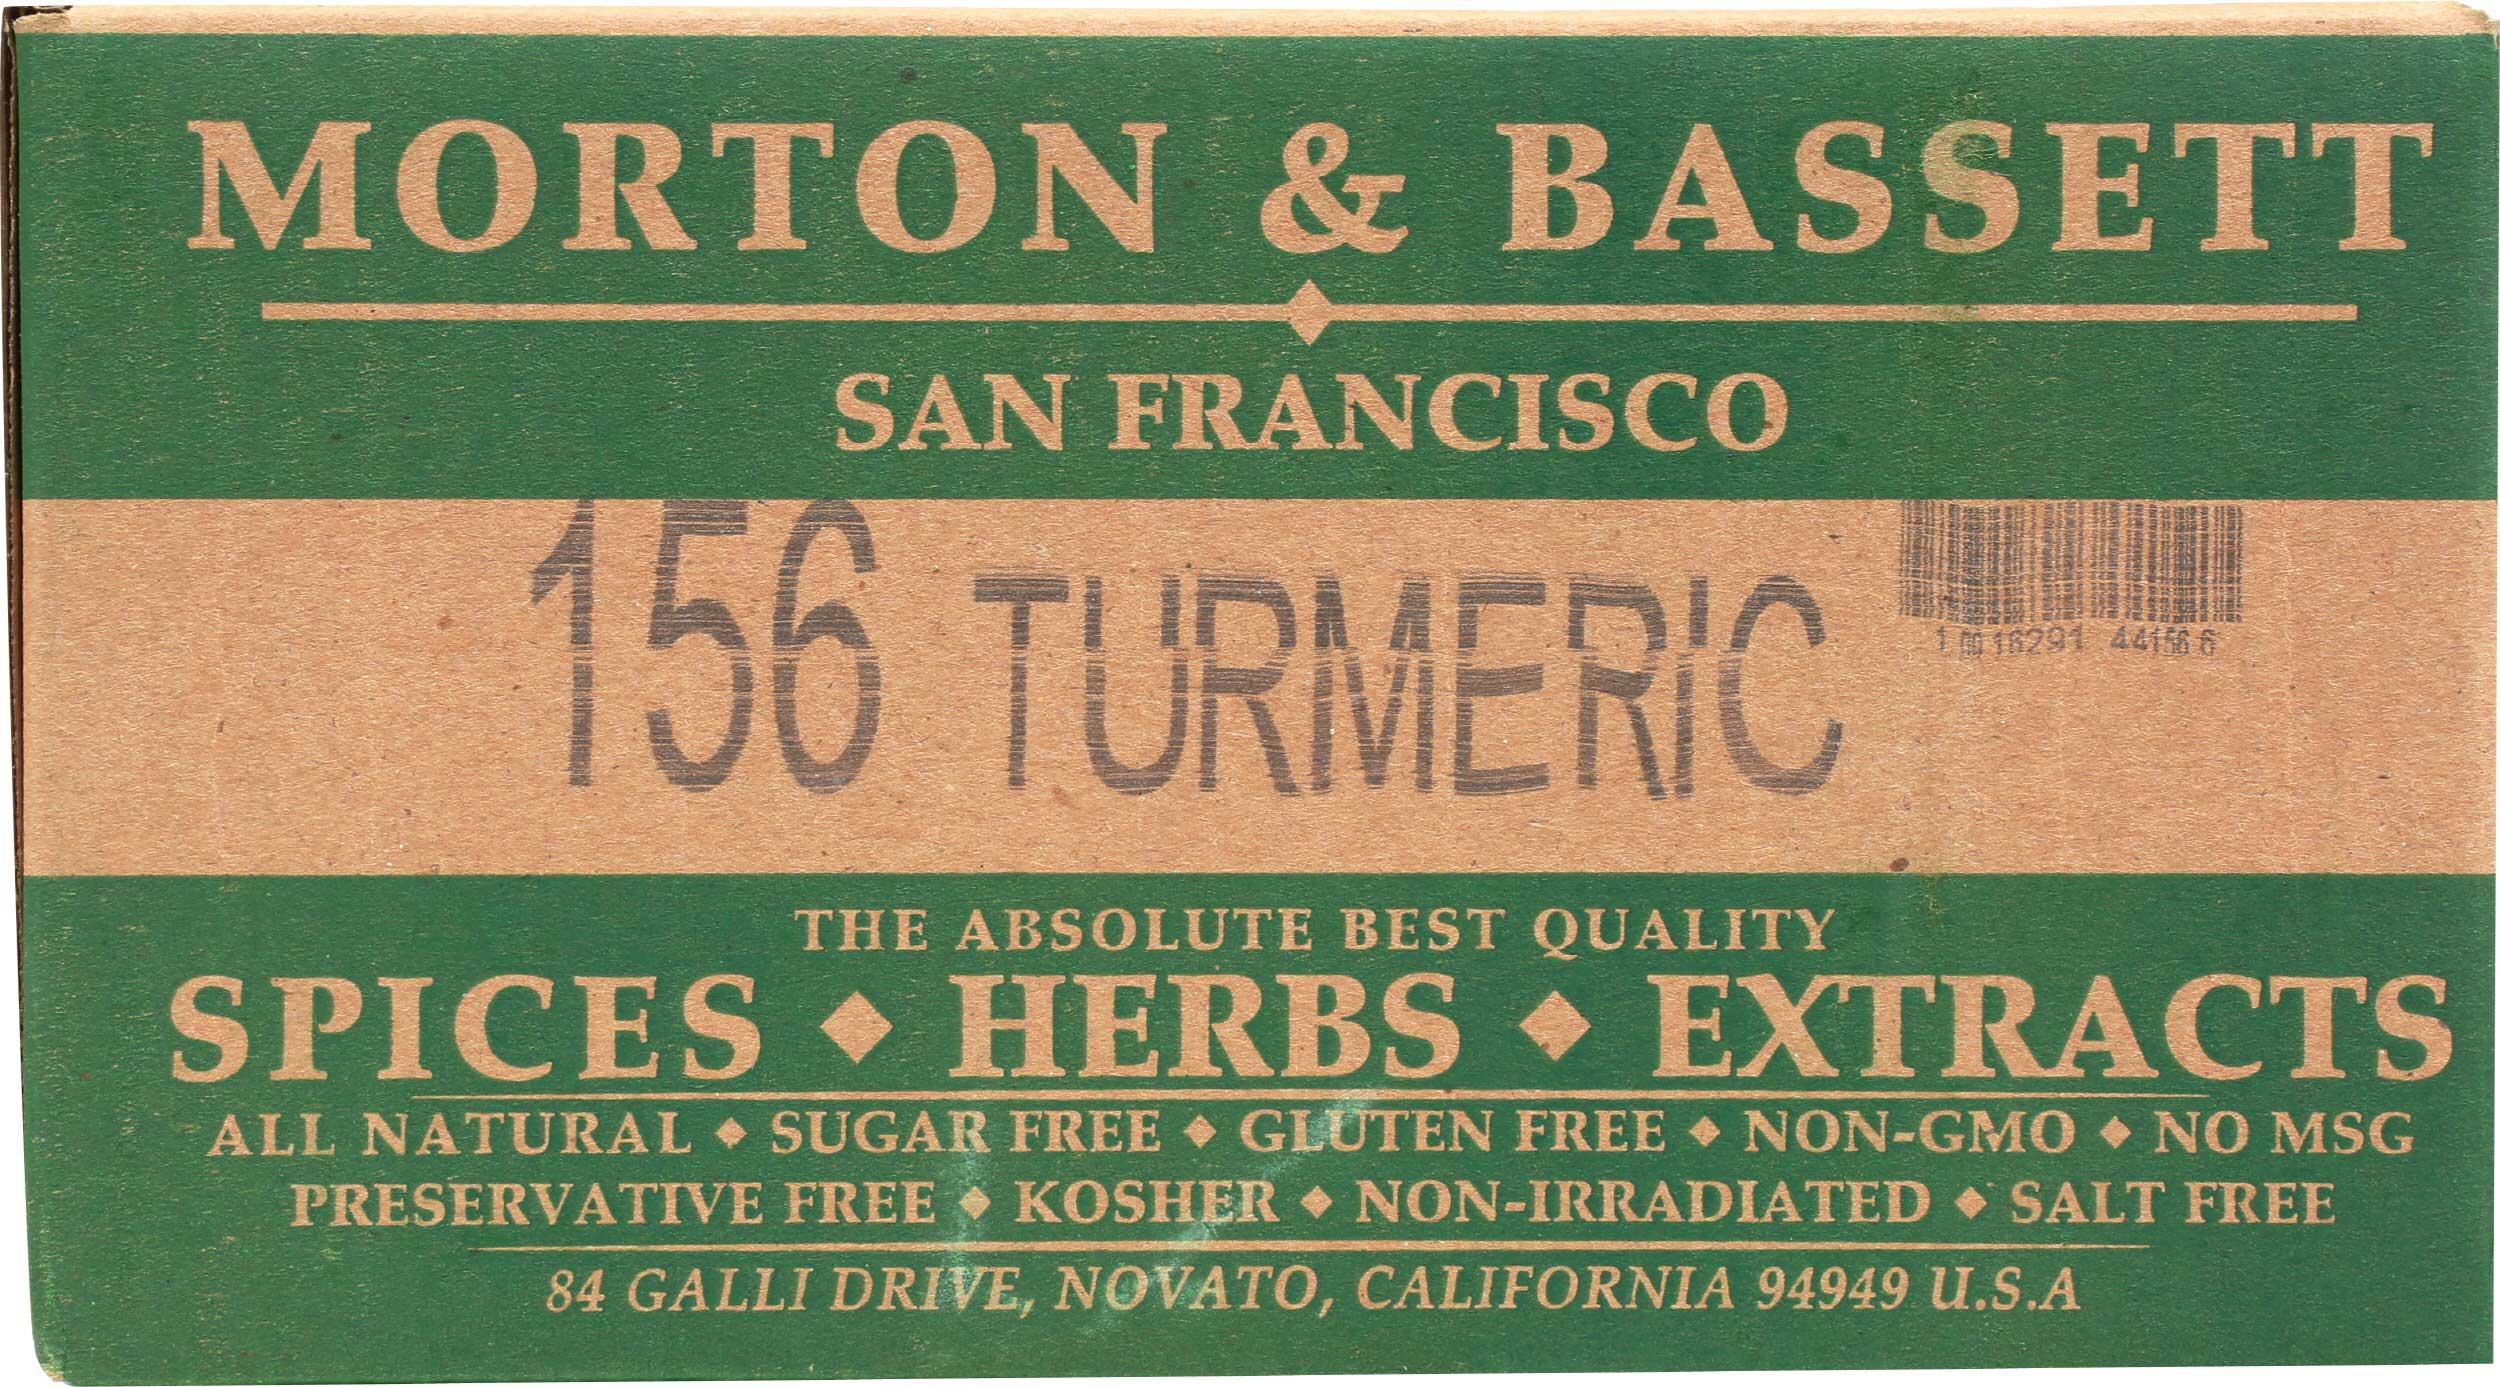 MORTON & BASSETT
SAN FRANCISCO
156 TURMERIC
1 00 16291 44156 6
THE ABSOLUTE BEST QUALITY
SPICES ◆ HERBS ◆ EXTRACTS
ALL NATURAL ◆ SUGAR FREE ◆ GLUTEN FREE ◆ NON-GMO ◆ NO MSG
PRESERVATIVE FREE ◆ KOSHER ◆ NON-IRRADIATED ◆ SALT FREE
84 GALLI DRIVE, NOVATO, CALIFORNIA 94949 U.S.A